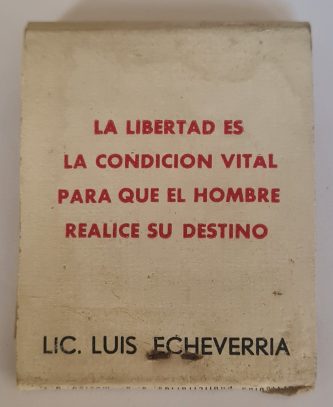 LA LIBERTAD ES
LA CONDICION VITAL
PARA QUE EL HOMBRE
REALICE SU DESTINO
LIC. LUIS ECHEVERRIA